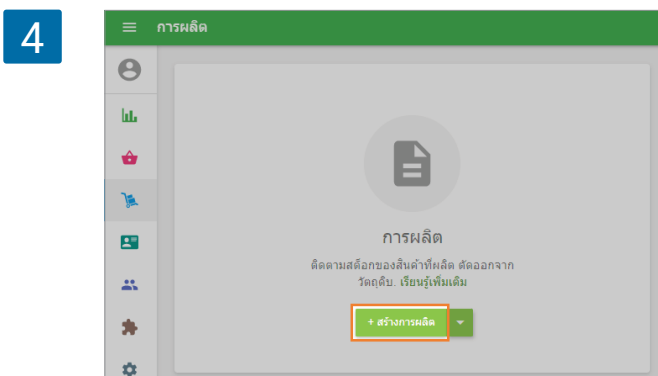 4
การผลิต
การผลิต
ติดตามสต็อกของสินค้าที่ผลิต ตัดออกจาก
วัตถุดิบ. เรียนรู้เพิ่มเติม
+ สร้างการผลิต